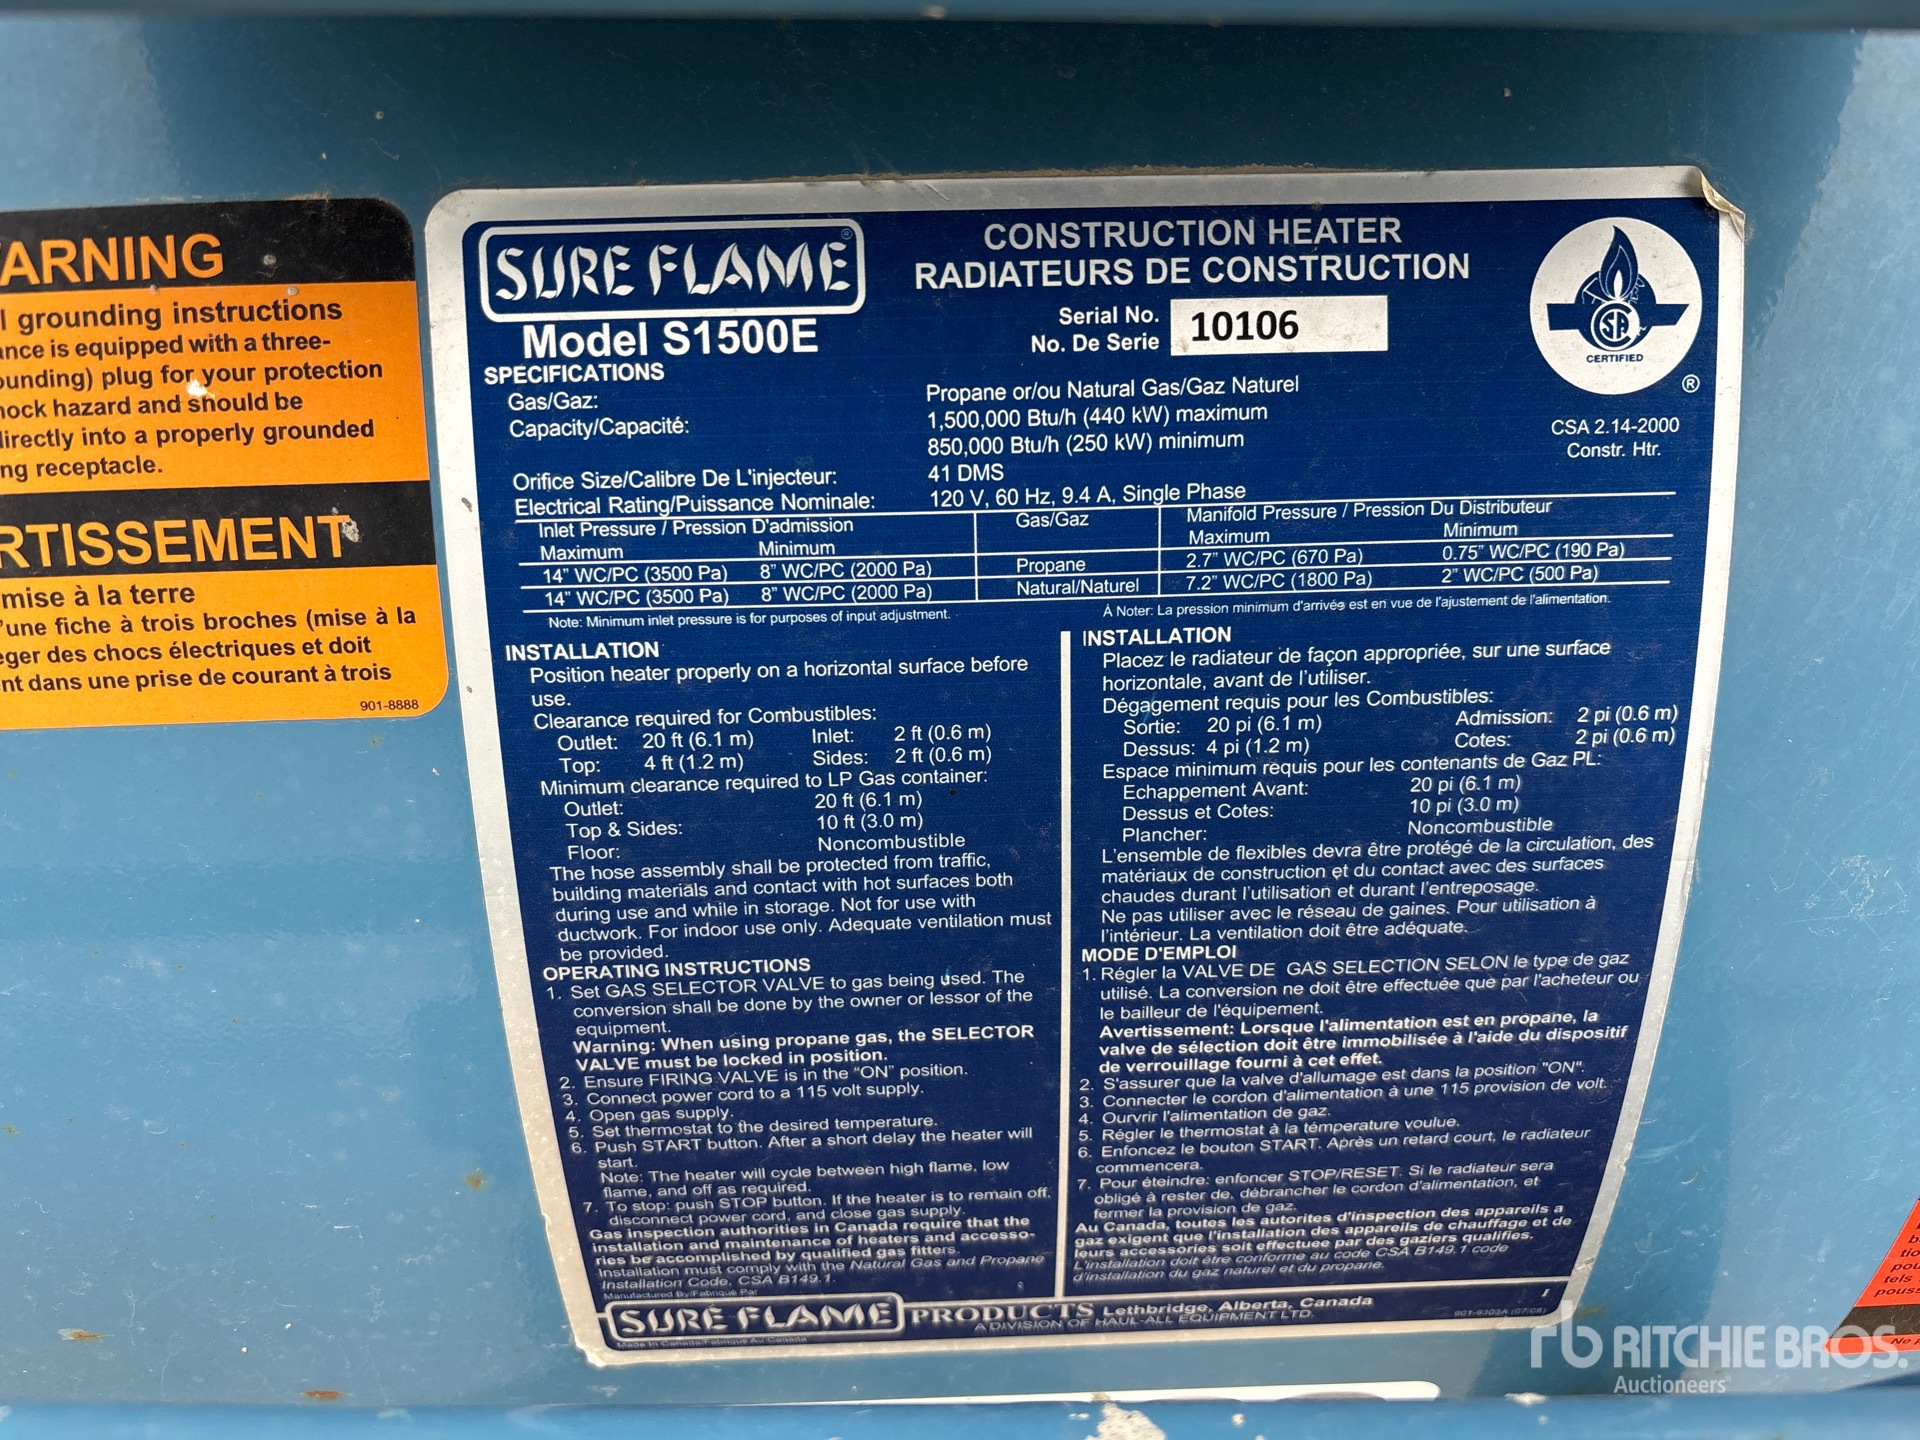 ARNING
l grounding instructions
nce is equipped with a three-
ounding) plug for your protection
ock hazard and should be
directly into a properly grounded
ng receptacle.
RTISSEMENT
mise à la terre
'une fiche à trois broches (mise à la
éger des chocs électriques et doit
nt dans une prise de courant à trois
901-8888
SURE FLAME®
Model S1500E
CONSTRUCTION HEATER
RADIATEURS DE CONSTRUCTION
Serial No.
No. De Serie
10106
CERTIFIED
®
CSA 2.14-2000
Constr. Htr.
SPECIFICATIONS
Gas/Gaz: Propane or/ou Natural Gas/Gaz Naturel
Capacity/Capacité: 1,500,000 Btu/h (440 kW) maximum
850,000 Btu/h (250 kW) minimum
Orifice Size/Calibre De L'injecteur: 41 DMS
Electrical Rating/Puissance Nominale: 120 V, 60 Hz, 9.4 A, Single Phase
Inlet Pressure / Pression D'admission Gas/Gaz Manifold Pressure / Pression Du Distributeur
Maximum Minimum Maximum Minimum
14" WC/PC (3500 Pa) 8" WC/PC (2000 Pa) Propane 2.7" WC/PC (670 Pa) 0.75" WC/PC (190 Pa)
14" WC/PC (3500 Pa) 8" WC/PC (2000 Pa) Natural/Naturel 7.2" WC/PC (1800 Pa) 2" WC/PC (500 Pa)
Note: Minimum inlet pressure is for purposes of input adjustment.
À Noter: La pression minimum d'arrivée est en vue de l'ajustement de l'alimentation.
INSTALLATION
Position heater properly on a horizontal surface before
use.
Clearance required for Combustibles:
Outlet: 20 ft (6.1 m) Inlet: 2 ft (0.6 m)
Top: 4 ft (1.2 m) Sides: 2 ft (0.6 m)
Minimum clearance required to LP Gas container:
Outlet: 20 ft (6.1 m)
Top & Sides: 10 ft (3.0 m)
Floor: Noncombustible
The hose assembly shall be protected from traffic,
building materials and contact with hot surfaces both
during use and while in storage. Not for use with
ductwork. For indoor use only. Adequate ventilation must
be provided.
OPERATING INSTRUCTIONS
1. Set GAS SELECTOR VALVE to gas being used. The
conversion shall be done by the owner or lessor of the
equipment.
Warning: When using propane gas, the SELECTOR
VALVE must be locked in position.
2. Ensure FIRING VALVE is in the "ON" position.
3. Connect power cord to a 115 volt supply.
4. Open gas supply.
5. Set thermostat to the desired temperature.
6. Push START button. After a short delay the heater will
start.
Note: The heater will cycle between high flame, low
flame, and off as required.
7. To stop: push STOP button. If the heater is to remain off,
disconnect power cord, and close gas supply.
Gas inspection authorities in Canada require that the
installation and maintenance of heaters and accesso-
ries be accomplished by qualified gas fitters.
Installation must comply with the Natural Gas and Propane
Installation Code, CSA B149.1.
Manufactured By/Fabriqué Par
INSTALLATION
Placez le radiateur de façon appropriée, sur une surface
horizontale, avant de l'utiliser.
Dégagement requis pour les Combustibles:
Sortie: 20 pi (6.1 m) Admission: 2 pi (0.6 m)
Dessus: 4 pi (1.2 m) Cotes: 2 pi (0.6 m)
Espace minimum requis pour les contenants de Gaz PL:
Echappement Avant: 20 pi (6.1 m)
Dessus et Cotes: 10 pi (3.0 m)
Plancher: Noncombustible
L'ensemble de flexibles devra être protégé de la circulation, des
matériaux de construction et du contact avec des surfaces
chaudes durant l'utilisation et durant l'entreposage.
Ne pas utiliser avec le réseau de gaines. Pour utilisation à
l'intérieur. La ventilation doit être adéquate.
MODE D'EMPLOI
1. Régler la VALVE DE GAS SELECTION SELON le type de gaz
utilisé. La conversion ne doit être effectuée que par l'acheteur ou
le bailleur de l'équipement.
Avertissement: Lorsque l'alimentation est en propane, la
valve de sélection doit être immobilisée à l'aide du dispositif
de verrouillage fourni à cet effet.
2. S'assurer que la valve d'allumage est dans la position "ON".
3. Connecter le cordon d'alimentation à une 115 provision de volt.
4. Ourvrir l'alimentation de gaz.
5. Régler le thermostat à la température voulue.
6. Enfoncez le bouton START. Après un retard court, le radiateur
commencera.
7. Pour éteindre: enfoncer STOP/RESET. Si le radiateur sera
obligé à rester de, débrancher le cordon d'alimentation, et
fermer la provision de gaz.
Au Canada, toutes les autorites d'inspection des appareils a
gaz exigent que l'installation des appareils de chauffage et de
leurs accessoires soit effectuee par des gaziers qualifies.
L'installation doit être conforme au code CSA B149.1 code
d'installation du gaz naturel et du propane.
SURE FLAME PRODUCTS Lethbridge, Alberta, Canada
A DIVISION OF HAUL-ALL EQUIPMENT LTD.
901-9303A (07/08)
Made In Canada/Fabriqué Au Canada
tio
pou
tels
pouss
Ne p
rb RITCHIE BROS.
Auctioneers